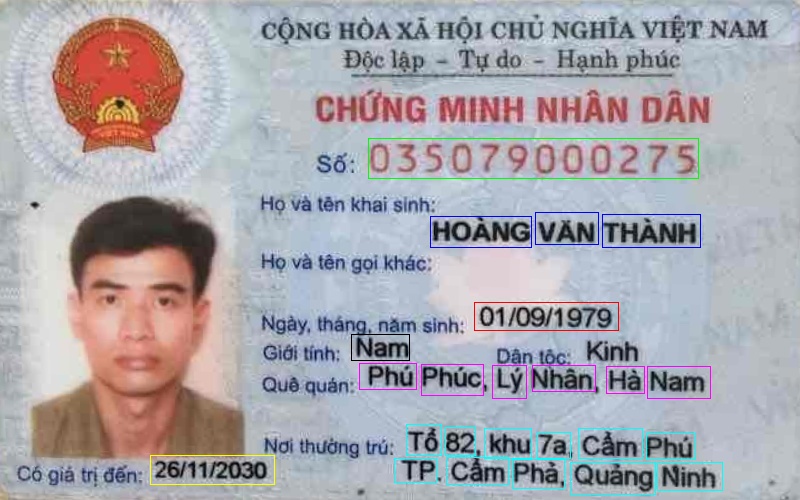 CỘNG HÒA XÃ HỘI CHỦ NGHĨA VIỆT NAM
Độc lập - Tự do - Hạnh phúc
CHỨNG MINH NHÂN DÂN
Số: 035079000275
Họ và tên khai sinh:
HOÀNG VĂN THÀNH
Họ và tên gọi khác:
Ngày, tháng, năm sinh: 01/09/1979
Giới tính: Nam Dân tộc: Kinh
Quê quán: Phú Phúc, Lý Nhân, Hà Nam
Nơi thường trú: Tổ 82, khu 7a, Cẩm Phú
TP. Cẩm Phả, Quảng Ninh
Có giá trị đến: 26/11/2030